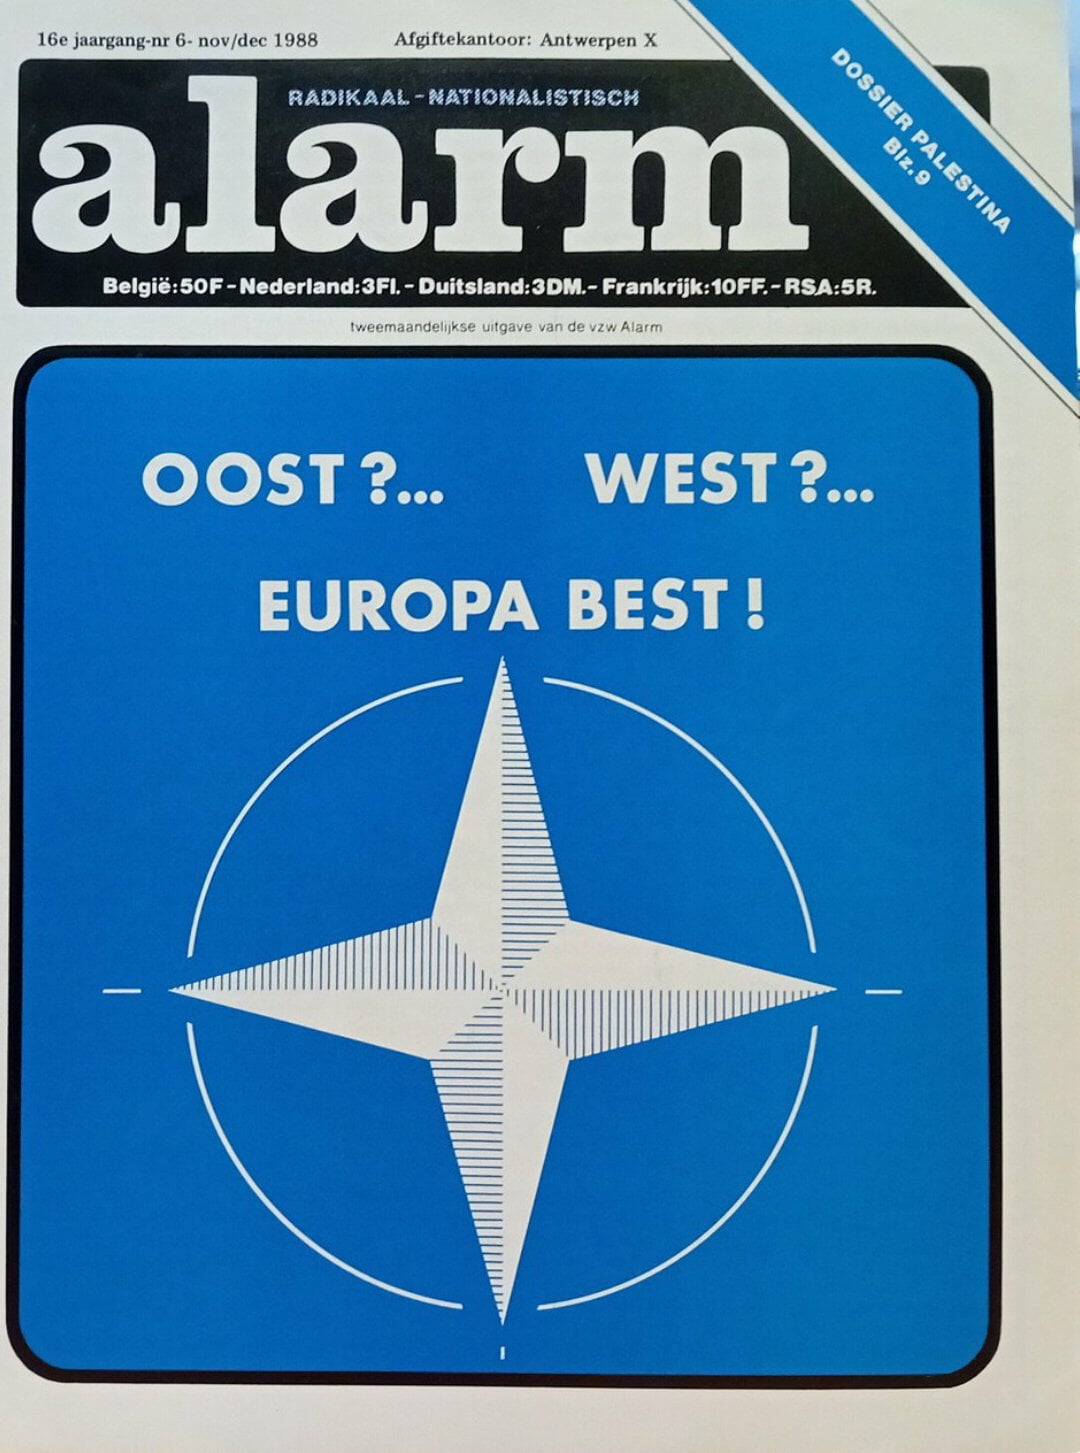 16e jaargang-nr 6- nov/dec 1988 Afgiftekantoor: Antwerpen X
RADIKAAL-NATIONALISTISCH
alarm
België:50F-Nederland:3Fl.-Duitsland:3DM.-Frankrijk:10FF.-RSA:5R.
DOSSIER PALESTINA
Blz.9
tweemaandelijkse uitgave van de vzw Alarm
OOST?... WEST?...
EUROPA BEST!